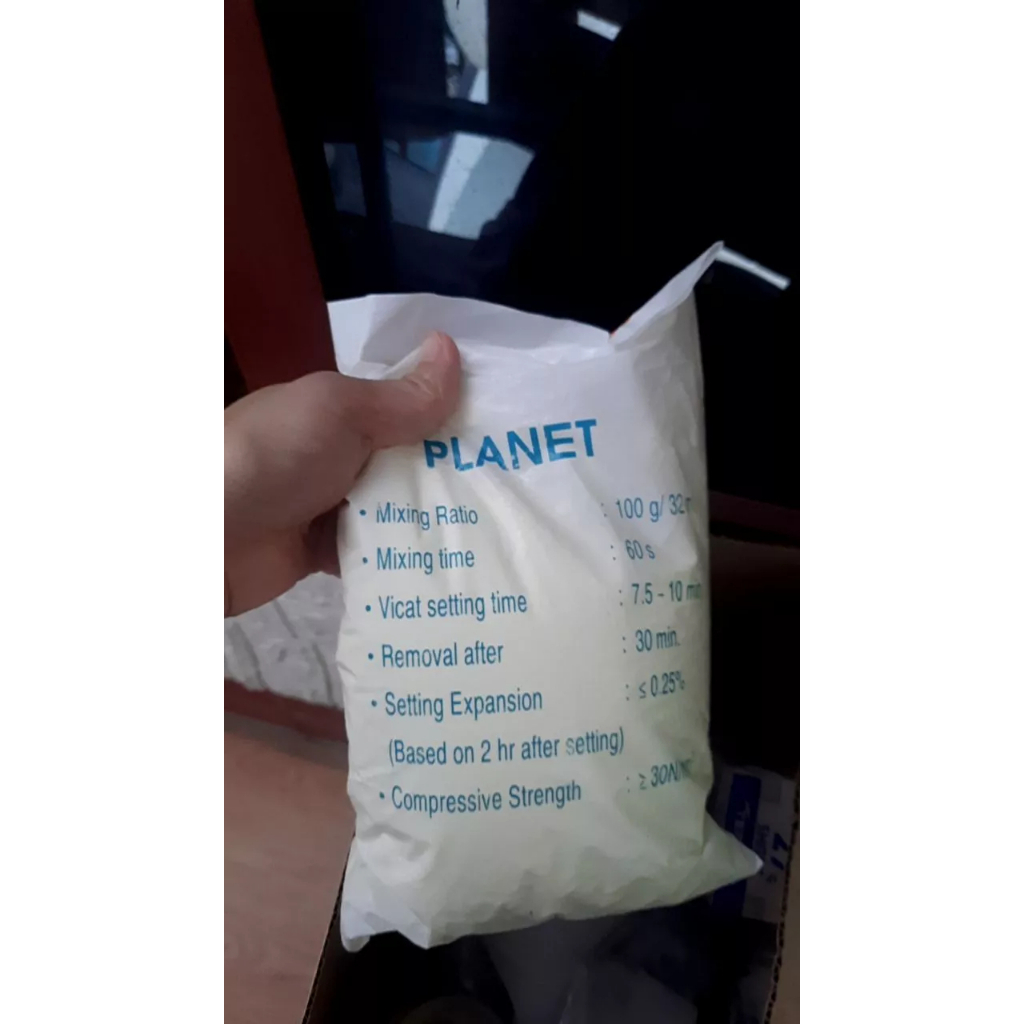 PLANET
• Mixing Ratio : 100 g/ 32
• Mixing time : 60 s
• Vicat setting time : 7.5 - 10
• Removal after : 30 min.
• Setting Expansion : ≤ 0.25%
(Based on 2 hr after setting)
• Compressive Strength : ≥ 30N/
17